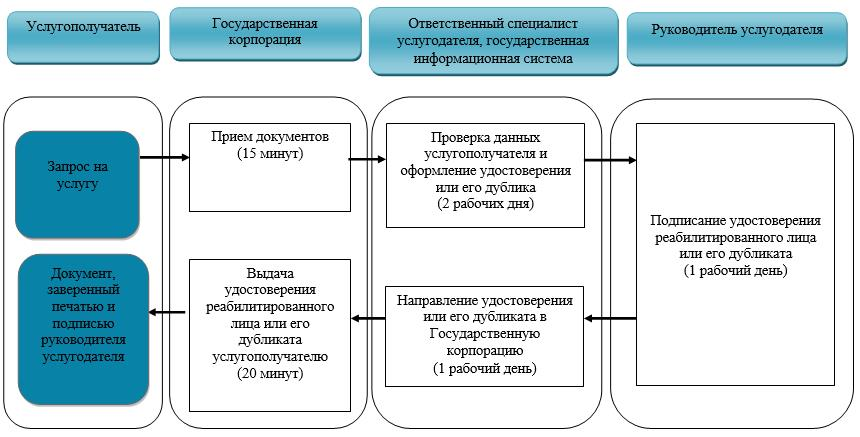 Услугополучатель
Государственная
корпорация
Ответственный специалист
услугодателя, государственная
информационная система
Руководитель услугодателя
Запрос на
услугу
Прием документов
(15 минут)
Проверка данных
услугополучателя и
оформление удостоверения
или его дублика
(2 рабочих дня)
Подписание удостоверения
реабилитированного лица
или его дубликата
(1 рабочий день)
Направление удостоверения
или его дубликата в
Государственную
корпорацию
(1 рабочий день)
Выдача
удостоверения
реабилитированного
лица или его
дубликата
услугополучателю
(20 минут)
Документ,
заверенный
печатью и
подписью
руководителя
услугодателя